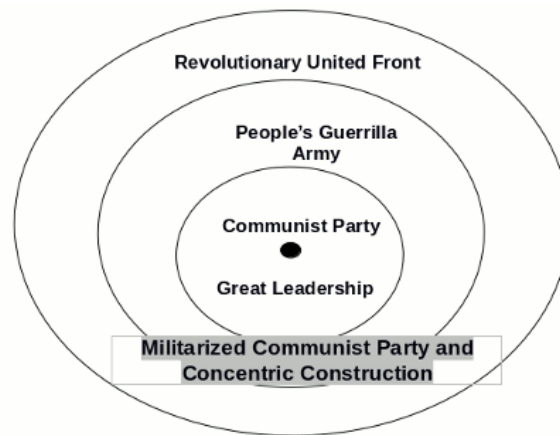 Revolutionary United Front
People’s Guerrilla
Army
Communist Party
Great Leadership
Militarized Communist Party and
Concentric Construction